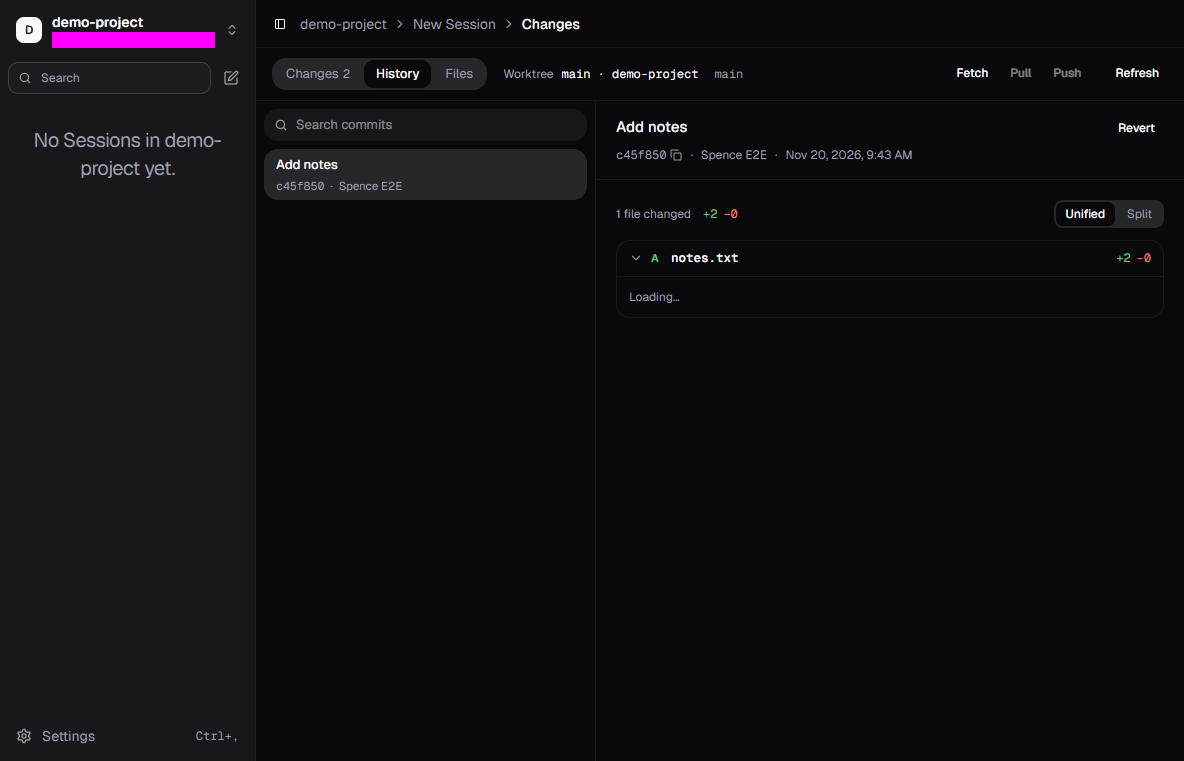 D
demo-project
Search
No Sessions in demo-
project yet.
Settings
Ctrl+,
demo-project > New Session > Changes
Changes 2
History
Files
Worktree main · demo-project main
Fetch
Pull
Push
Refresh
Search commits
Add notes
c45f850 · Spence E2E
Add notes
Revert
c45f850 · Spence E2E · Nov 20, 2026, 9:43 AM
1 file changed +2 −0
Unified
Split
A notes.txt +2 −0
Loading…